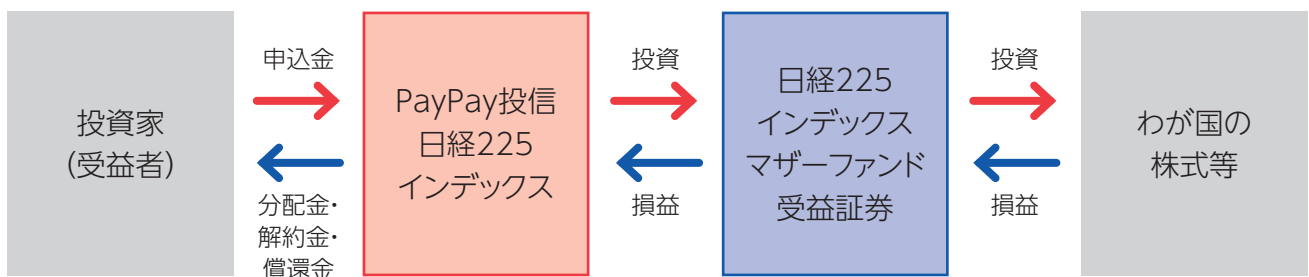 投資家
(受益者)
申込金
分配金・
解約金・
償還金
PayPay投信
日経225
インデックス
投資
損益
日経225
インデックス
マザーファンド
受益証券
投資
損益
わが国の
株式等